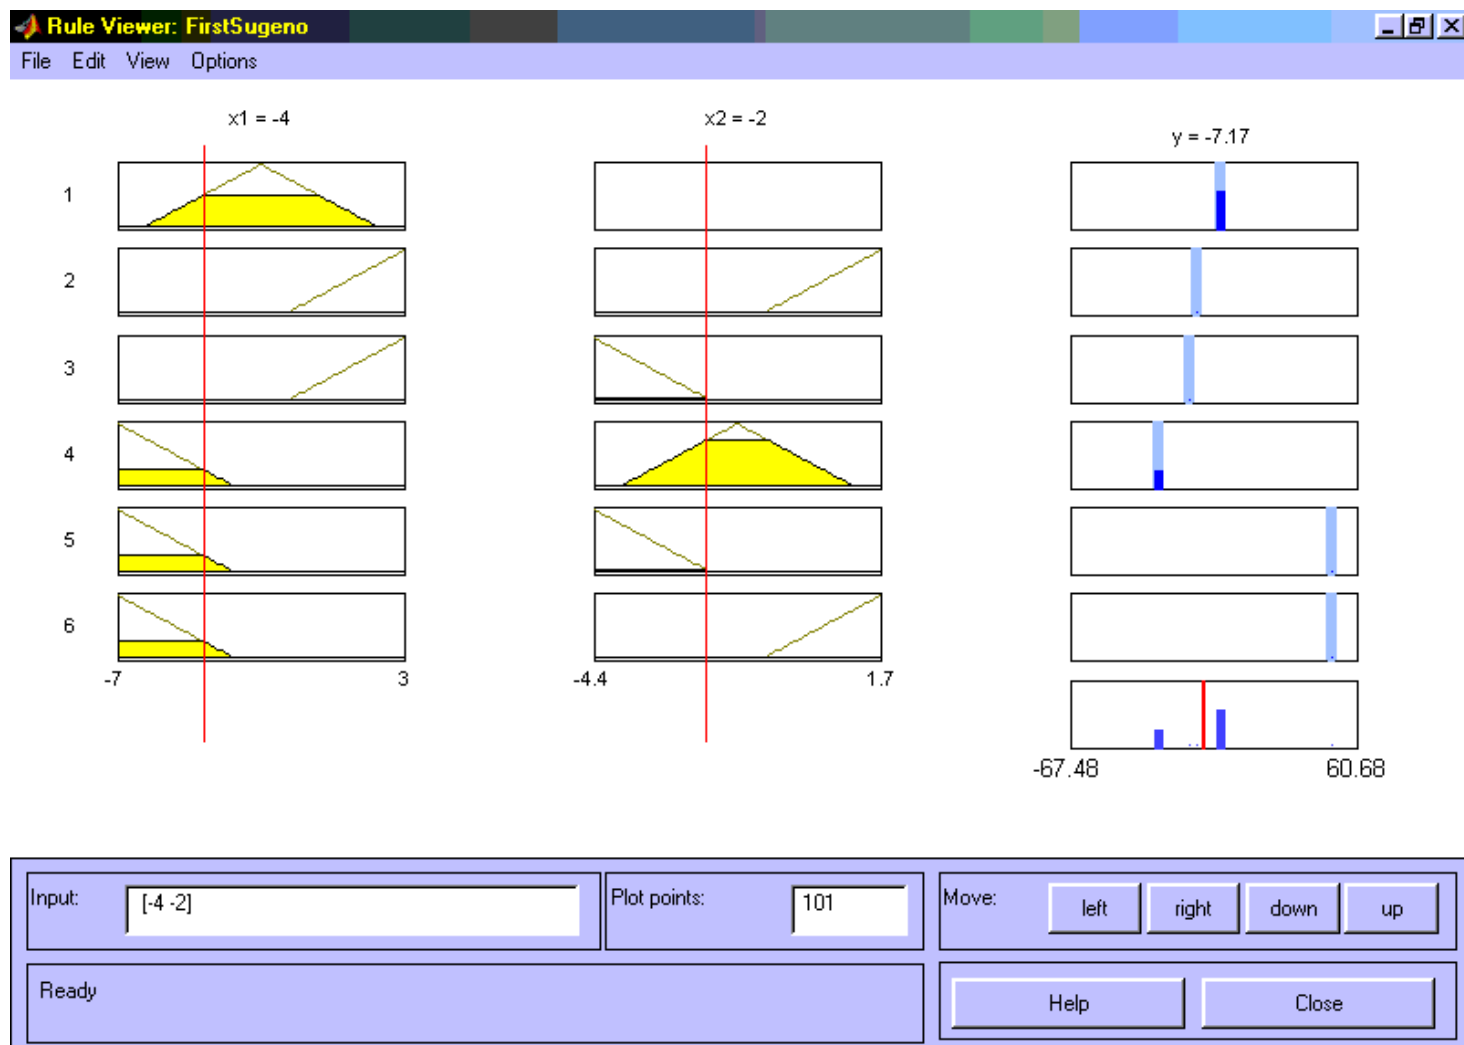 Rule Viewer: FirstSugeno
File Edit View Options
x1 = -4
x2 = -2
y = -7.17
1
2
3
4
5
6
-7 3
-4.4 1.7
-67.48 60.68
Input: [-4 -2]
Plot points: 101
Move: left right down up
Ready
Help Close